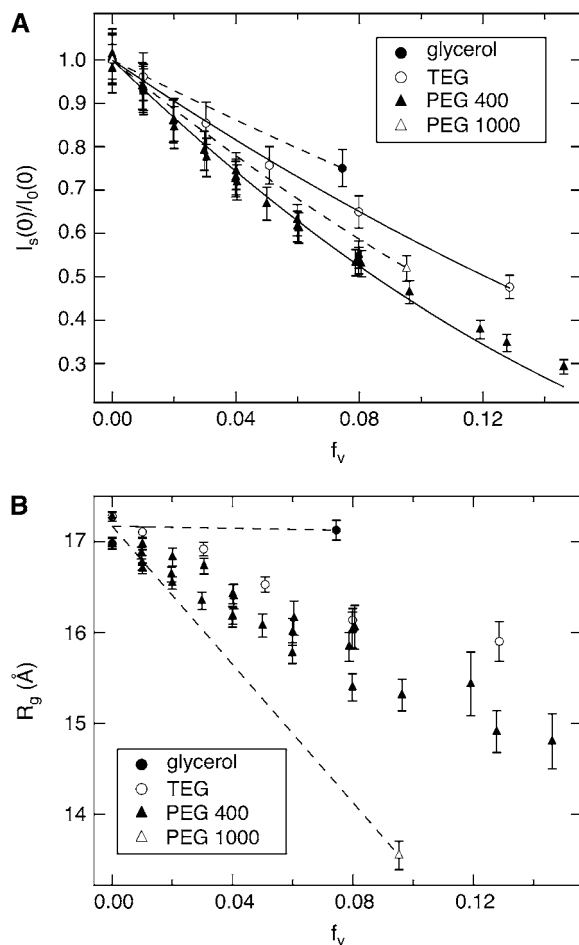 A
glycerol
TEG
PEG 400
PEG 1000
1.0
0.9
0.8
0.7
0.6
0.5
0.4
0.3
I_s(0)/I_0(0)
0.00
0.04
0.08
0.12
f_v
B
17
16
15
14
R_g (Å)
glycerol
TEG
PEG 400
PEG 1000
0.00
0.04
0.08
0.12
f_v